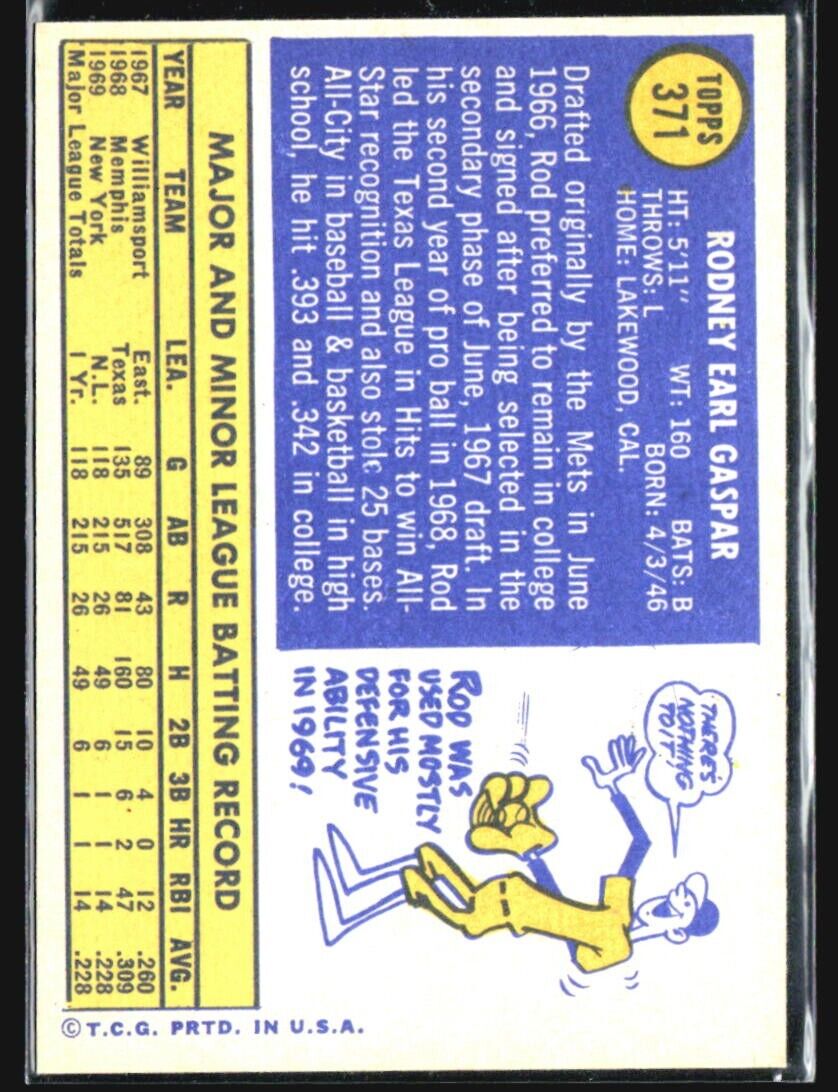 TOPPS
371
RODNEY EARL GASPAR
HT: 5'11" WT: 160 BATS: B
THROWS: L BORN: 4/3/46
HOME: LAKEWOOD, CAL.
Drafted originally by the Mets in June
1966, Rod preferred to remain in college
and signed after being selected in the
secondary phase of June, 1967 draft. In
his second year of pro ball in 1968, Rod
led the Texas League in Hits to win All-
Star recognition and also stole 25 bases.
All-City in baseball & basketball in high
school, he hit .393 and .342 in college.
THERE'S
NOTHING
TO IT!
ROD WAS
USED MOSTLY
FOR HIS
DEFENSIVE
ABILITY
IN 1969!
MAJOR AND MINOR LEAGUE BATTING RECORD
YEAR TEAM LEA. G AB R H 2B 3B HR RBI AVG.
1967 Williamsport East. 89 308 43 80 10 4 0 12 .260
1968 Memphis Texas 135 517 81 160 15 6 2 47 .309
1969 New York N.L. 118 215 26 49 6 1 1 14 .228
Major League Totals 1 Yr. 118 215 26 49 6 1 1 14 .228
© T.C.G. PRTD. IN U.S.A.